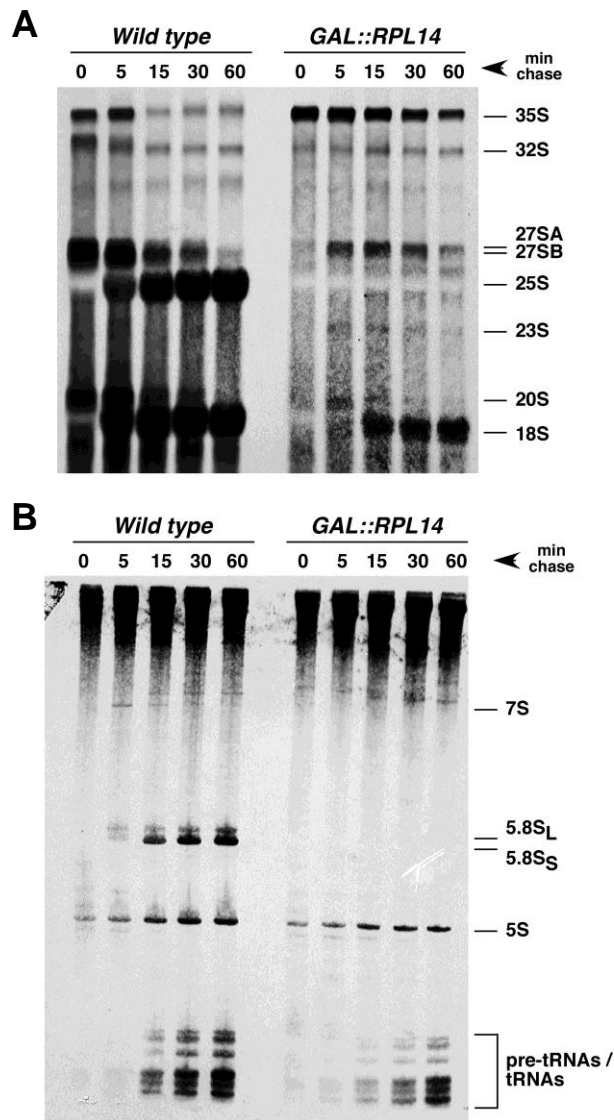 A
Wild type GAL::RPL14
0 5 15 30 60 0 5 15 30 60 min chase
35S
32S
27SA
27SB
25S
23S
20S
18S
B
Wild type GAL::RPL14
0 5 15 30 60 0 5 15 30 60 min chase
7S
5.8SL
5.8SS
5S
pre-tRNAs /
tRNAs